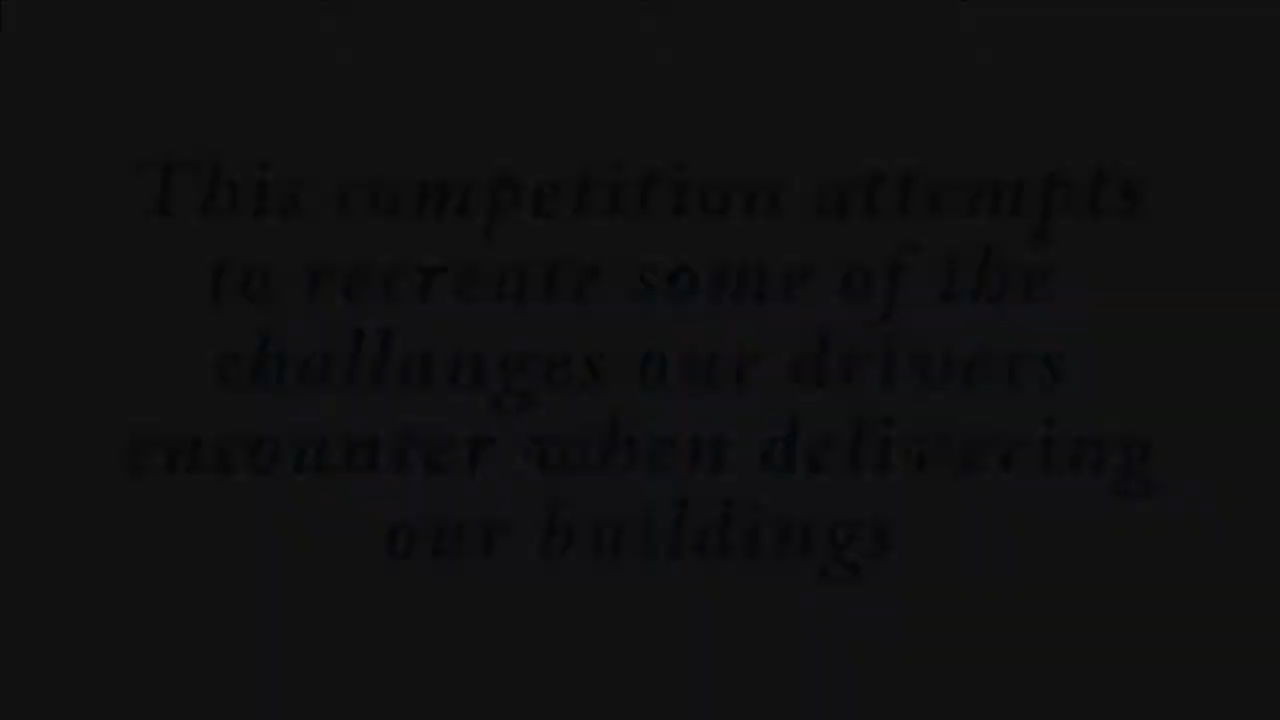 This competition attempts
to recreate some of the
challanges our drivers
encounter when delivering
our buildings